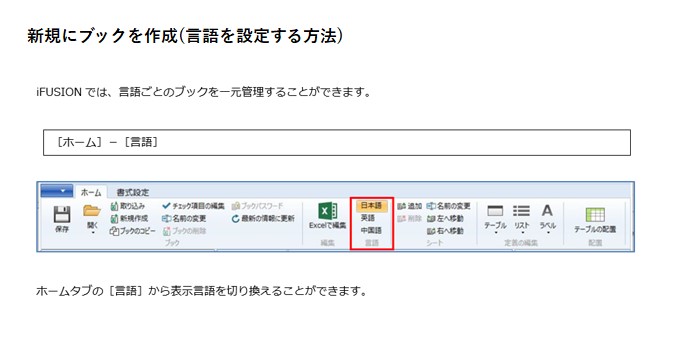 新規にブックを作成(言語を設定する方法)
iFUSION では、言語ごとのブックを一元管理することができます。
［ホーム］－［言語］
ホーム 書式設定
取り込み チェック項目の編集 ブックパスワード 日本語 追加 名前の変更
保存 開く 新規作成 名前の変更 最新の情報に更新 Excelで編集 英語 削除 左へ移動 テーブル リスト ラベル テーブルの配置
ブックのコピー ブックの削除 中国語 右へ移動
ブック 編集 言語 シート 定義の編集 配置
ホームタブの［言語］から表示言語を切り換えることができます。